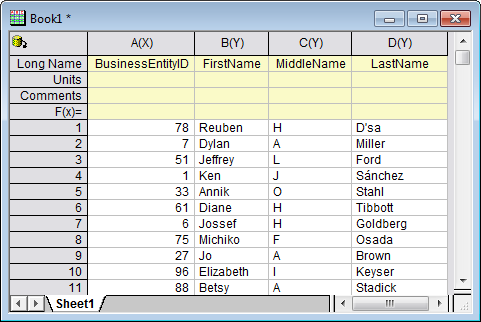 Book1 *
A(X) B(Y) C(Y) D(Y)
Long Name BusinessEntityID FirstName MiddleName LastName
Units
Comments
F(x)=
1 78 Reuben H D'sa
2 7 Dylan A Miller
3 51 Jeffrey L Ford
4 1 Ken J Sánchez
5 33 Annik O Stahl
6 61 Diane H Tibbott
7 6 Jossef H Goldberg
8 75 Michiko F Osada
9 27 Jo A Brown
10 96 Elizabeth I Keyser
11 88 Betsy A Stadick
Sheet1